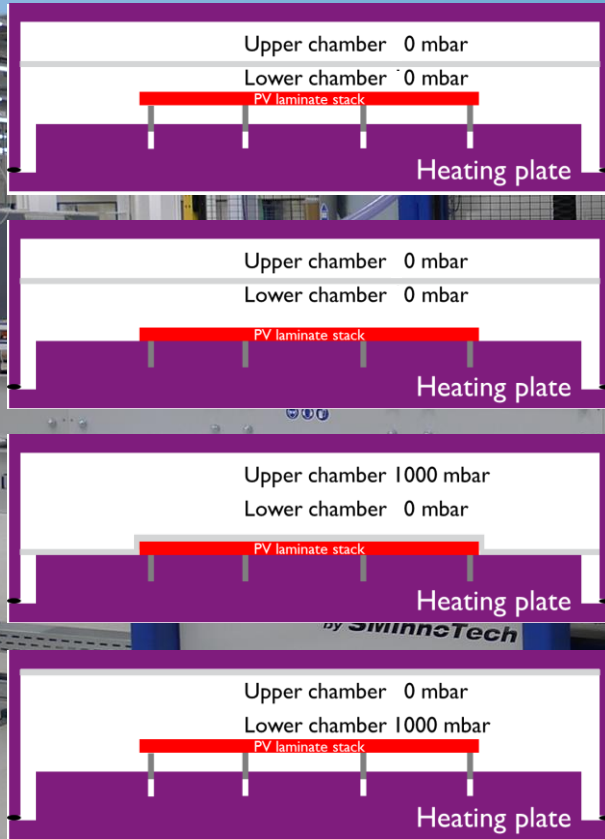 Upper chamber 0 mbar
Lower chamber 0 mbar
PV laminate stack
Heating plate
Upper chamber 0 mbar
Lower chamber 0 mbar
PV laminate stack
Heating plate
Upper chamber 1000 mbar
Lower chamber 0 mbar
PV laminate stack
Heating plate
by SMInnoTech
Upper chamber 0 mbar
Lower chamber 1000 mbar
PV laminate stack
Heating plate